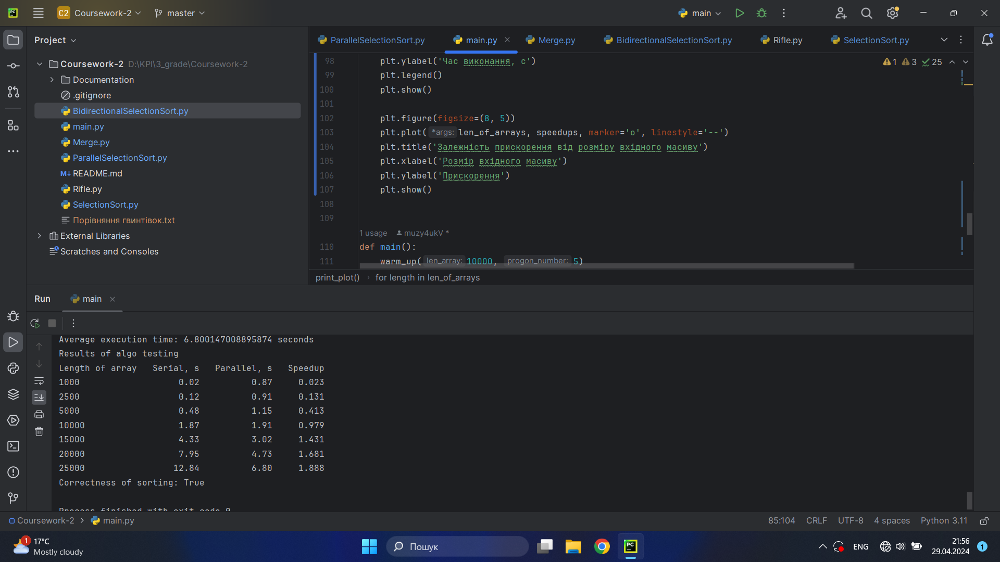 C2 Coursework-2 master main
Project
ParallelSelectionSort.py main.py Merge.py BidirectionalSelectionSort.py Rifle.py SelectionSort.py
Coursework-2 D:\KPI\3_grade\Coursework-2
Documentation
.gitignore
BidirectionalSelectionSort.py
main.py
Merge.py
ParallelSelectionSort.py
M↓ README.md
Rifle.py
SelectionSort.py
Порівняння гвинтівок.txt
External Libraries
Scratches and Consoles
98 plt.ylabel('Час виконання, с')
1 3 25
99 plt.legend()
100 plt.show()
101
102 plt.figure(figsize=(8, 5))
103 plt.plot( *args: len_of_arrays, speedups, marker='o', linestyle='--')
104 plt.title('Залежність прискорення від розміру вхідного масиву')
105 plt.xlabel('Розмір вхідного масиву')
106 plt.ylabel('Прискорення')
107 plt.show()
108
109
1 usage muzy4ukV *
110 def main():
111 warm_up( len_array: 10000, progon_number: 5)
print_plot() › for length in len_of_arrays
Run main
Average execution time: 6.800147008895874 seconds
Results of algo testing
Length of array Serial, s Parallel, s Speedup
1000 0.02 0.87 0.023
2500 0.12 0.91 0.131
5000 0.48 1.15 0.413
10000 1.87 1.91 0.979
15000 4.33 3.02 1.431
20000 7.95 4.73 1.681
25000 12.84 6.80 1.888
Correctness of sorting: True
Process finished with exit code 0
Coursework-2 > main.py 85:104 CRLF UTF-8 4 spaces Python 3.11
1 17°C
Mostly cloudy
Пошук
PC
ENG
21:56
29.04.2024
1